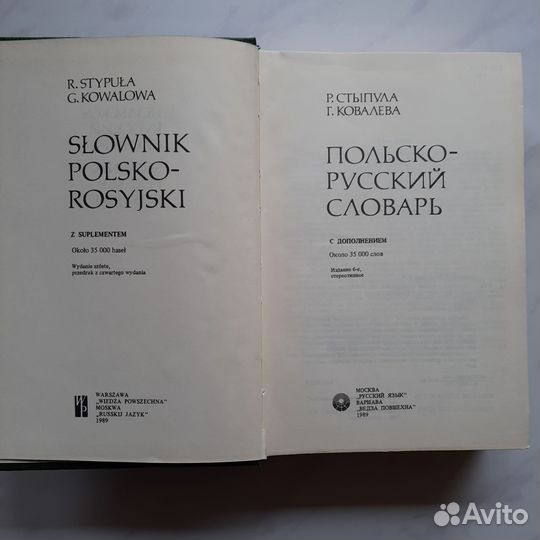 R. STYPUŁA
G. KOWALOWA
SŁOWNIK
POLSKO-
ROSYJSKI
Z SUPLEMENTEM
Około 35 000 haseł
Wydanie szóste,
przedruk z czwartego wydania
WARSZAWA
„WIEDZA POWSZECHNA”
MOSKWA
„RUSSKIJ JAZYK”
1989
Р. СТЫПУЛА
Г. КОВАЛЕВА
ПОЛЬСКО-
РУССКИЙ
СЛОВАРЬ
С ДОПОЛНЕНИЕМ
Около 35 000 слов
Издание 6-е,
стереотипное
МОСКВА
„РУССКИЙ ЯЗЫК”
ВАРШАВА
„ВЕДЗА ПОВШЕХНА”
1989
Avito